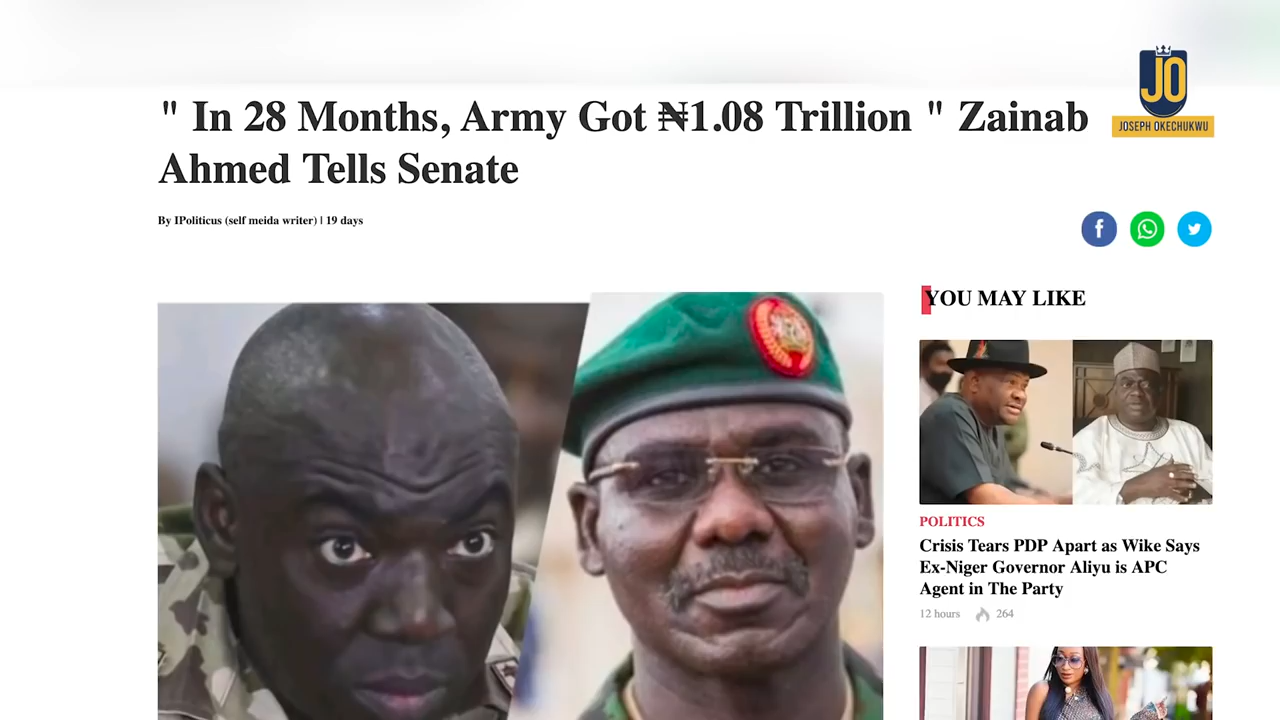 " In 28 Months, Army Got ₦1.08 Trillion " Zainab
Ahmed Tells Senate
JO
JOSEPH OKECHUKWU
By IPoliticus (self meida writer) | 19 days
YOU MAY LIKE
POLITICS
Crisis Tears PDP Apart as Wike Says
Ex-Niger Governor Aliyu is APC
Agent in The Party
12 hours 264